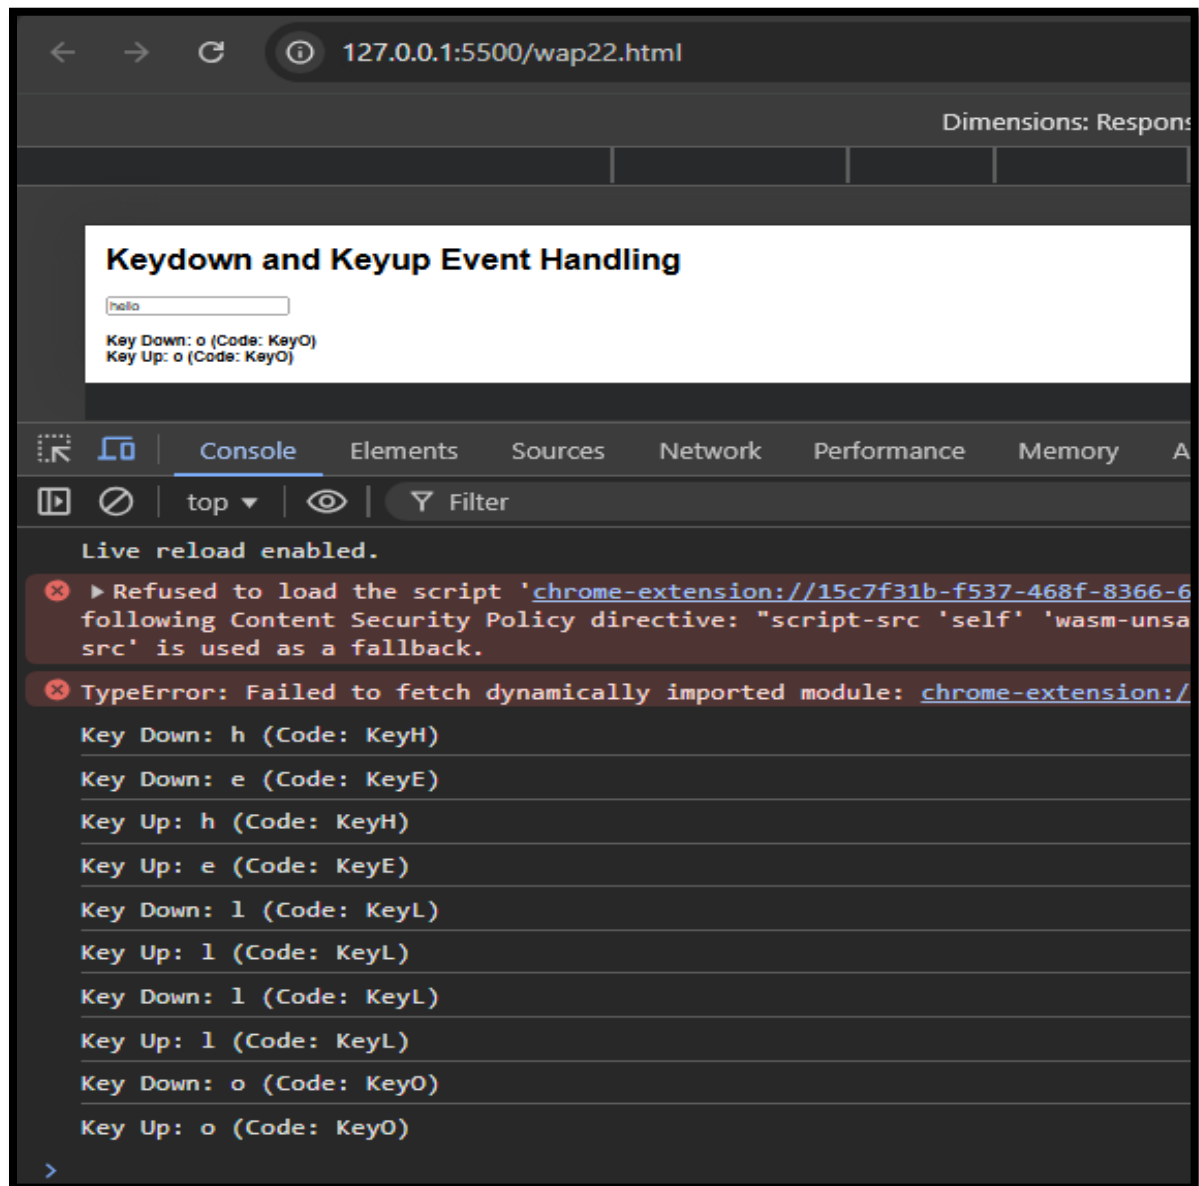 127.0.0.1:5500/wap22.html
Dimensions: Respons
Keydown and Keyup Event Handling
hello
Key Down: o (Code: KeyO)
Key Up: o (Code: KeyO)
Console Elements Sources Network Performance Memory A
top Filter
Live reload enabled.
Refused to load the script 'chrome-extension://15c7f31b-f537-468f-8366-6
following Content Security Policy directive: "script-src 'self' 'wasm-unsa
src' is used as a fallback.
TypeError: Failed to fetch dynamically imported module: chrome-extension:/
Key Down: h (Code: KeyH)
Key Down: e (Code: KeyE)
Key Up: h (Code: KeyH)
Key Up: e (Code: KeyE)
Key Down: l (Code: KeyL)
Key Up: l (Code: KeyL)
Key Down: l (Code: KeyL)
Key Up: l (Code: KeyL)
Key Down: o (Code: KeyO)
Key Up: o (Code: KeyO)